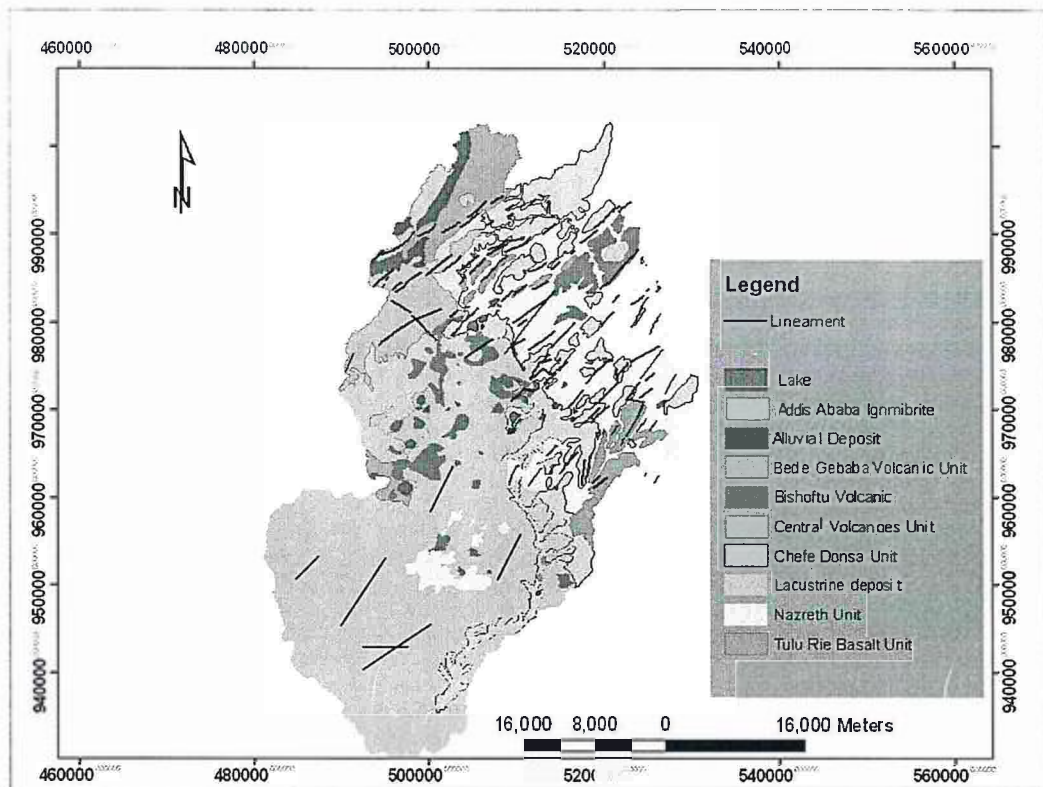 460000 480000 500000 520000 540000 560000
N
990000 980000 970000 960000 950000 940000
990000 980000 970000 960000 950000 940000
Legend
Lineament
Lake
Addis Ababa Ignmibrite
Alluvial Deposit
Bede Gebaba Volcanic Unit
Bishoftu Volcanic
Central Volcanoes Unit
Chefe Donsa Unit
Lacustrine deposit
Nazreth Unit
Tulu Rie Basalt Unit
16,000 8,000 0 16,000 Meters
460000 480000 500000 5200 540000 560000